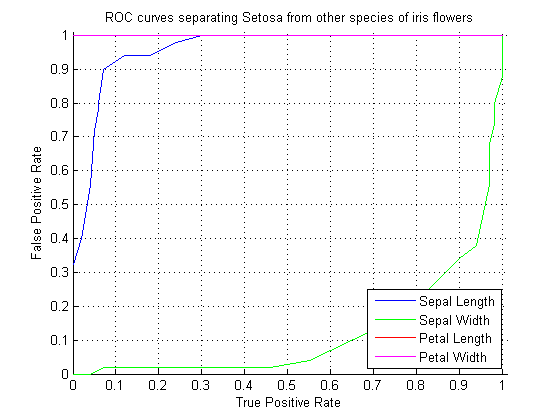 ROC curves separating Setosa from other species of iris flowers
1
0.9
0.8
0.7
0.6
0.5
0.4
0.3
0.2
0.1
0
False Positive Rate
Sepal Length
Sepal Width
Petal Length
Petal Width
0 0.1 0.2 0.3 0.4 0.5 0.6 0.7 0.8 0.9 1
True Positive Rate